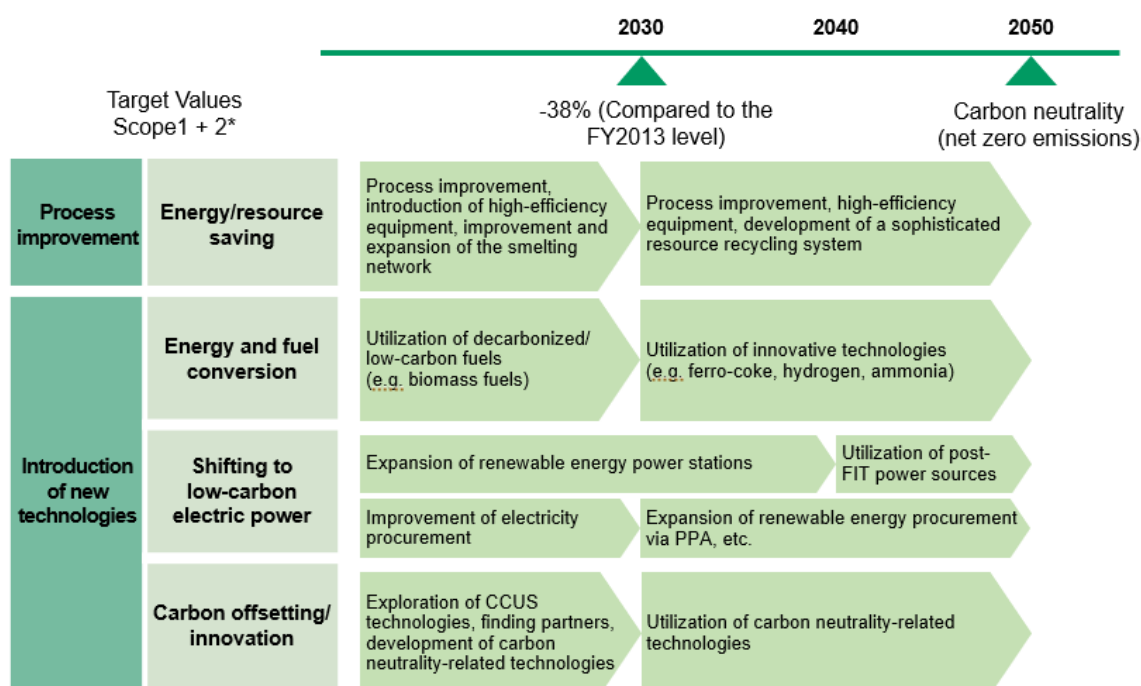 2030
2040
2050
Target Values
Scope1 + 2*
-38% (Compared to the
FY2013 level)
Carbon neutrality
(net zero emissions)
Process
improvement
Energy/resource
saving
Process improvement,
introduction of high-efficiency
equipment, improvement and
expansion of the smelting
network
Process improvement, high-efficiency
equipment, development of a sophisticated
resource recycling system
Introduction
of new
technologies
Energy and fuel
conversion
Utilization of decarbonized/
low-carbon fuels
(e.g. biomass fuels)
Utilization of innovative technologies
(e.g. ferro-coke, hydrogen, ammonia)
Shifting to
low-carbon
electric power
Expansion of renewable energy power stations
Utilization of post-
FIT power sources
Improvement of electricity
procurement
Expansion of renewable energy procurement
via PPA, etc.
Carbon offsetting/
innovation
Exploration of CCUS
technologies, finding partners,
development of carbon
neutrality-related technologies
Utilization of carbon neutrality-related
technologies